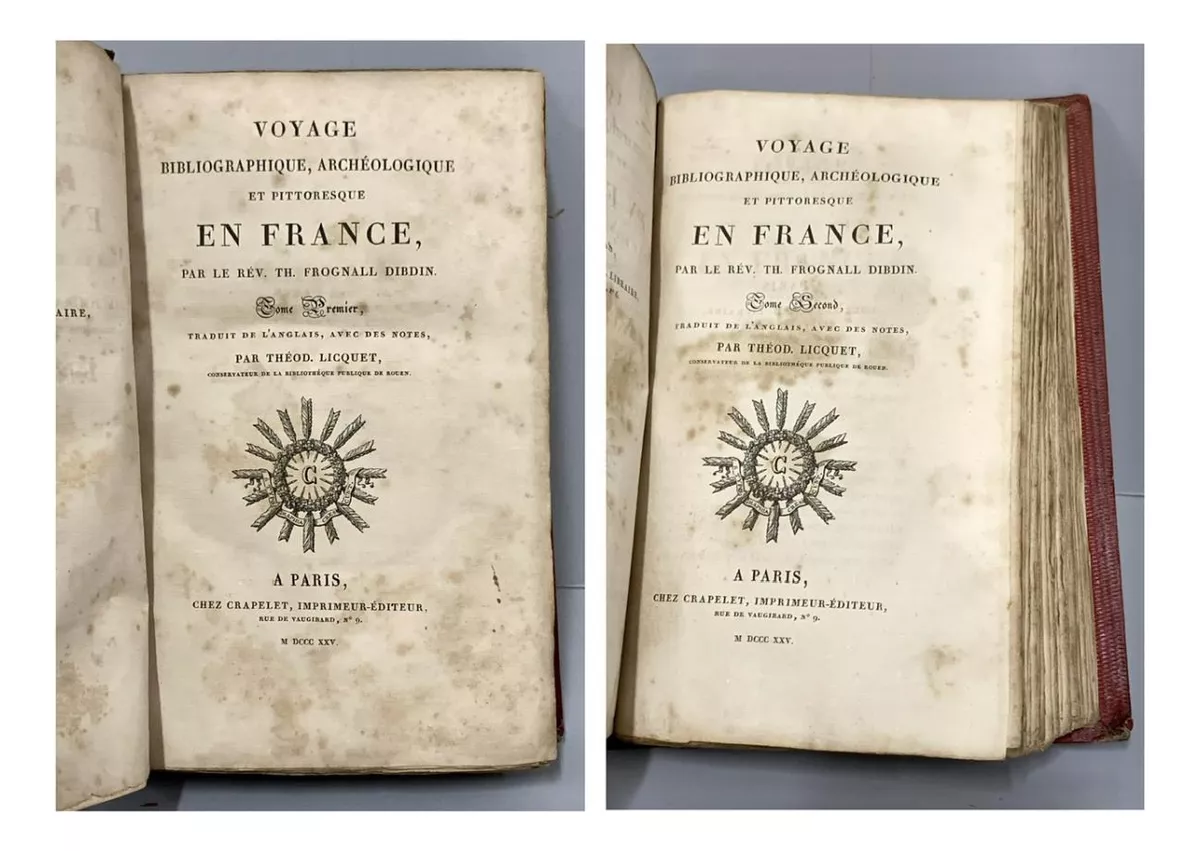 AIRE,
VOYAGE
BIBLIOGRAPHIQUE, ARCHÉOLOGIQUE
ET PITTORESQUE
EN FRANCE,
PAR LE RÉV. TH. FROGNALL DIBDIN.
Tome Premier,
TRADUIT DE L'ANGLAIS, AVEC DES NOTES,
PAR THÉOD. LICQUET,
CONSERVATEUR DE LA BIBLIOTHÈQUE PUBLIQUE DE ROUEN.
C
A PARIS,
CHEZ CRAPELET, IMPRIMEUR-ÉDITEUR,
RUE DE VAUGIRARD, N° 9.
M DCCC XXV.
LIBRAIRE,
VOYAGE
BIBLIOGRAPHIQUE, ARCHÉOLOGIQUE
ET PITTORESQUE
EN FRANCE,
PAR LE RÉV. TH. FROGNALL DIBDIN.
Tome Second,
TRADUIT DE L'ANGLAIS, AVEC DES NOTES,
PAR THÉOD. LICQUET,
CONSERVATEUR DE LA BIBLIOTHÈQUE PUBLIQUE DE ROUEN.
C
A PARIS,
CHEZ CRAPELET, IMPRIMEUR-ÉDITEUR,
RUE DE VAUGIRARD, N° 9.
M DCCC XXV.